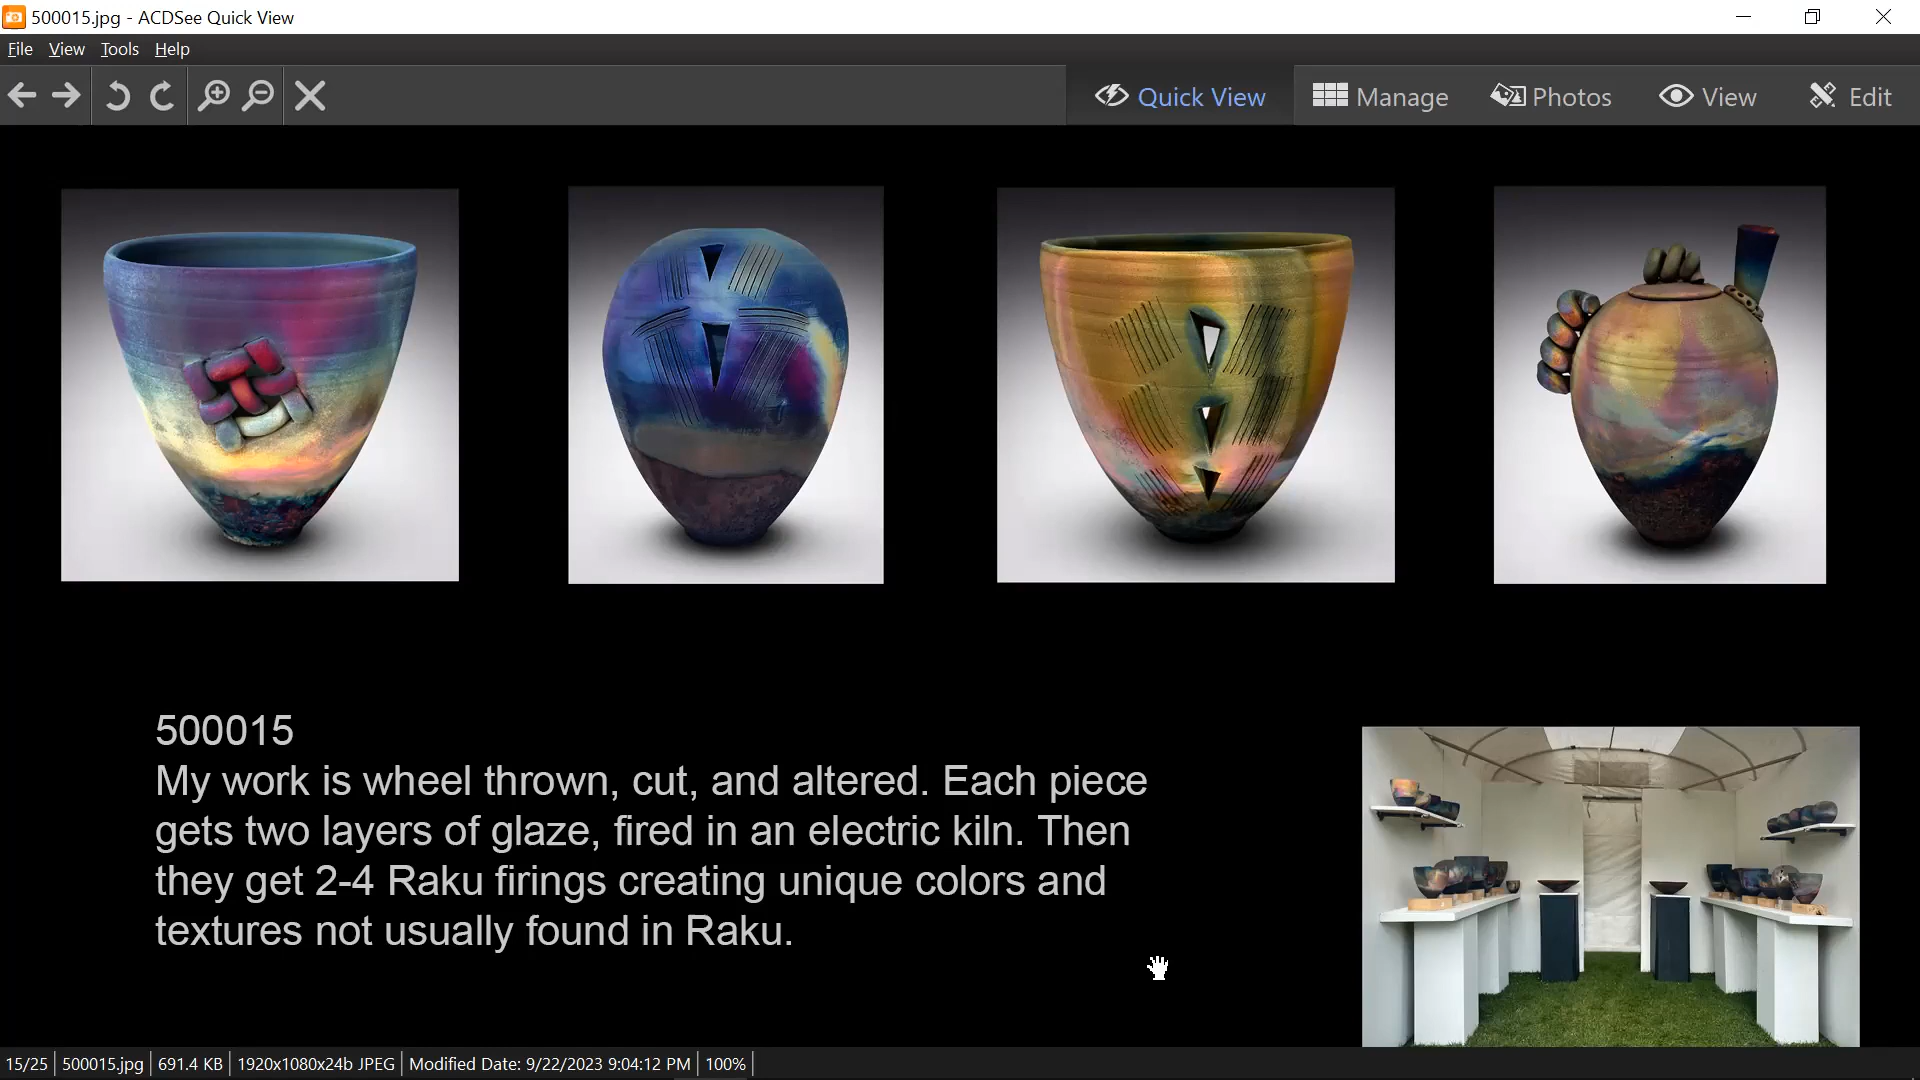 500015.jpg - ACDSee Quick View
File View Tools Help
Quick View Manage Photos View Edit
500015
My work is wheel thrown, cut, and altered. Each piece
gets two layers of glaze, fired in an electric kiln. Then
they get 2-4 Raku firings creating unique colors and
textures not usually found in Raku.
15/25 500015.jpg 691.4 KB 1920x1080x24b JPEG Modified Date: 9/22/2023 9:04:12 PM 100%